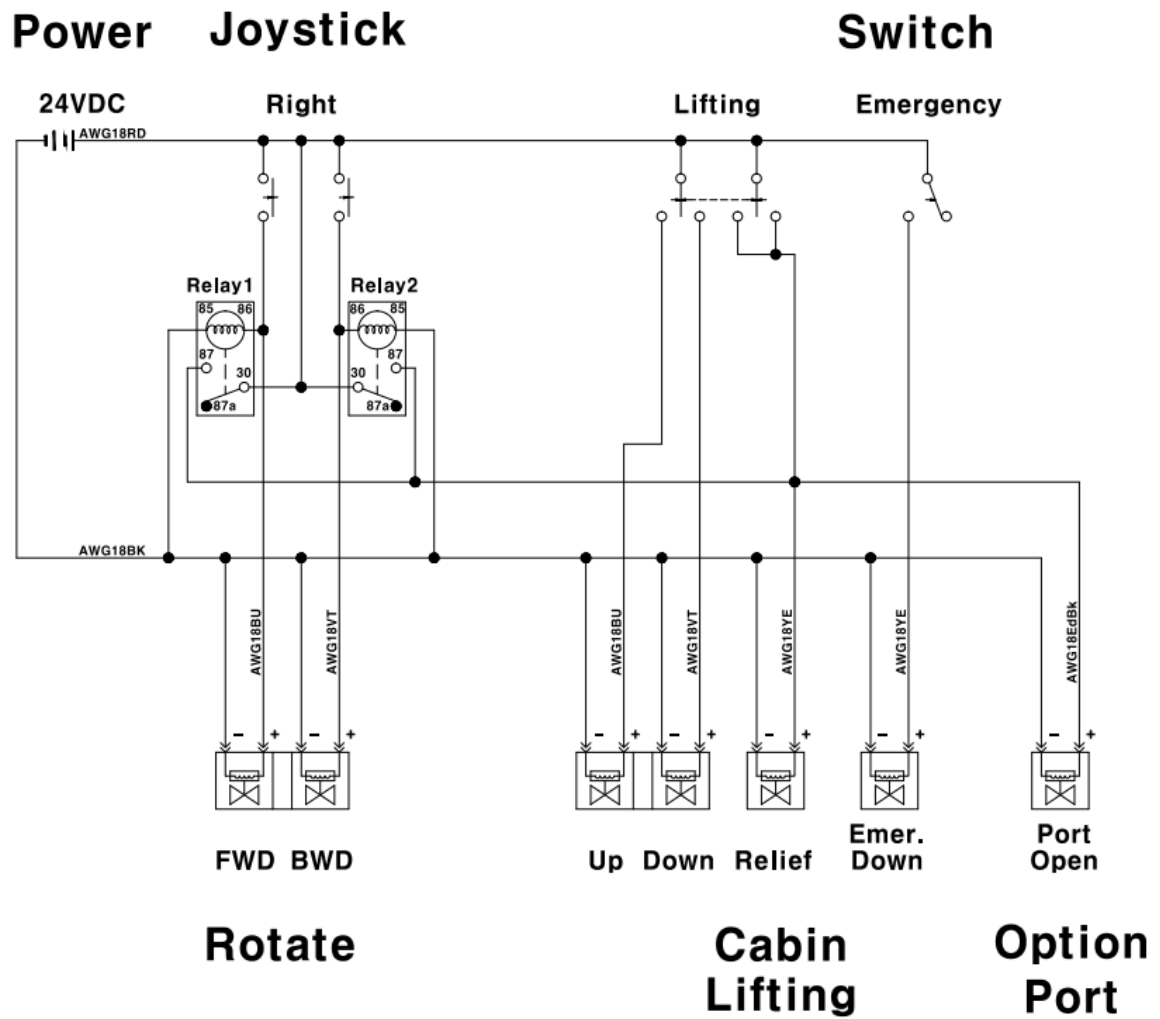 Power Joystick Switch
24VDC Right Lifting Emergency
AWG18RD
Relay1 Relay2
85 86 86 85
87 87
30 30
87a 87a
AWG18BK
AWG18BU AWG18VT AWG18BU AWG18VT AWG18YE AWG18YE AWG18EdBk
- + - + - + - + - + - + - +
FWD BWD Up Down Relief Emer. Down Port Open
Rotate Cabin Lifting Option Port